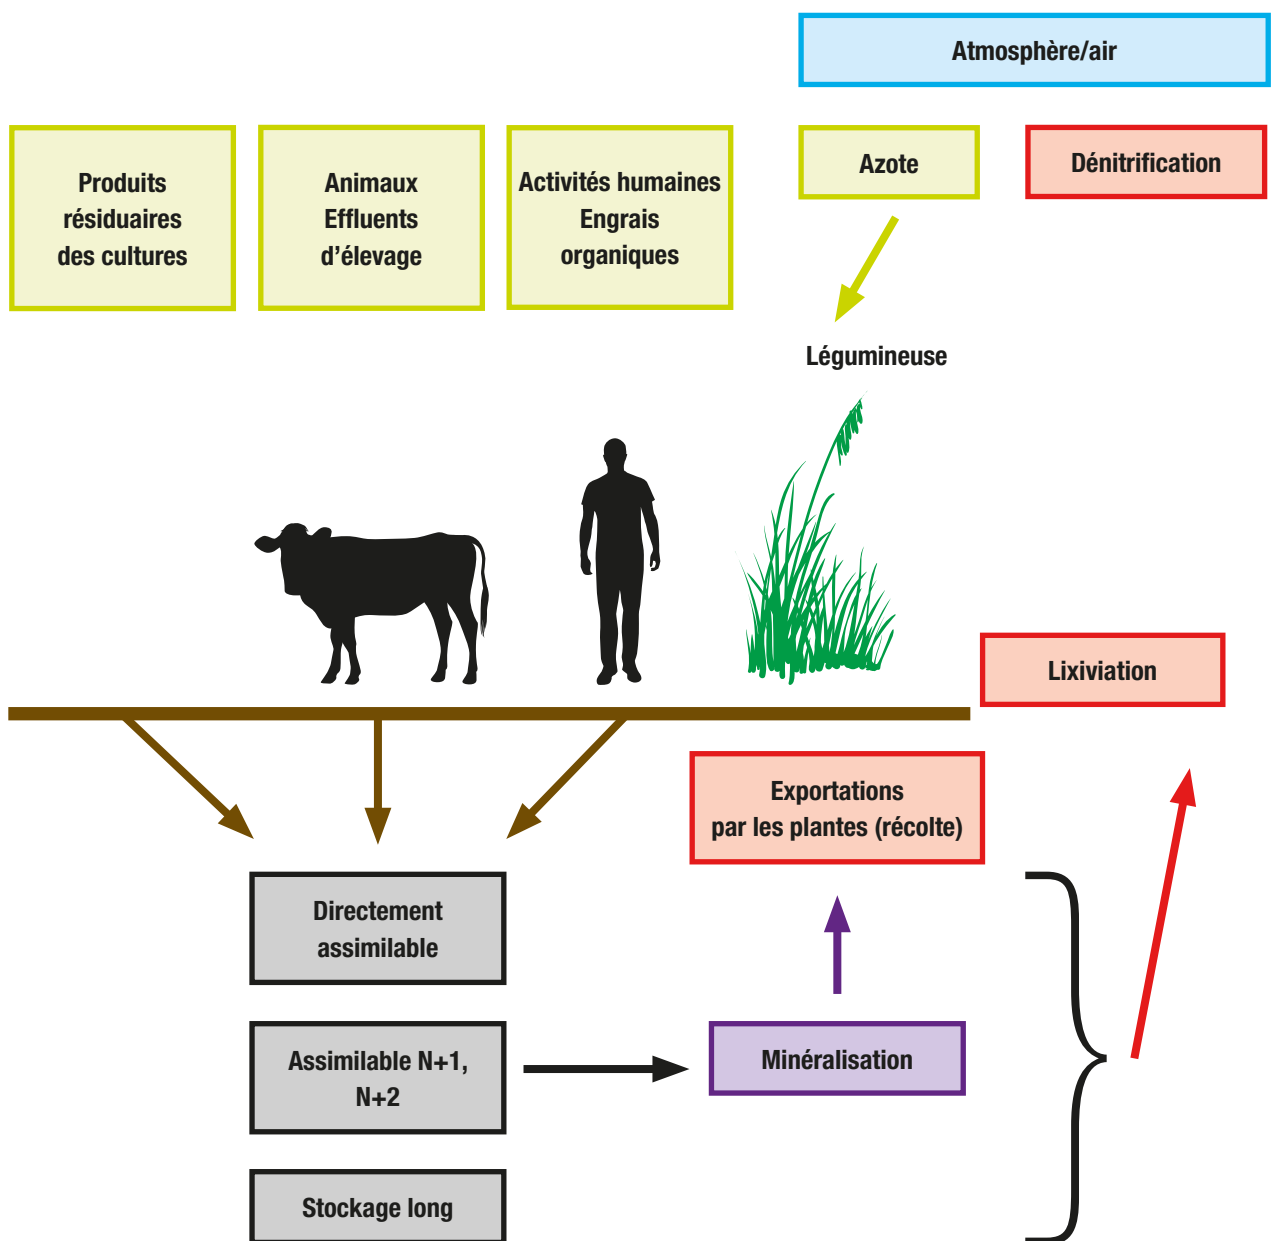 Atmosphère/air
Produits
résiduaires
des cultures
Animaux
Effluents
d'élevage
Activités humaines
Engrais
organiques
Azote
Dénitrification
Légumineuse
Lixiviation
Exportations
par les plantes (récolte)
Directement
assimilable
Assimilable N+1,
N+2
Minéralisation
Stockage long